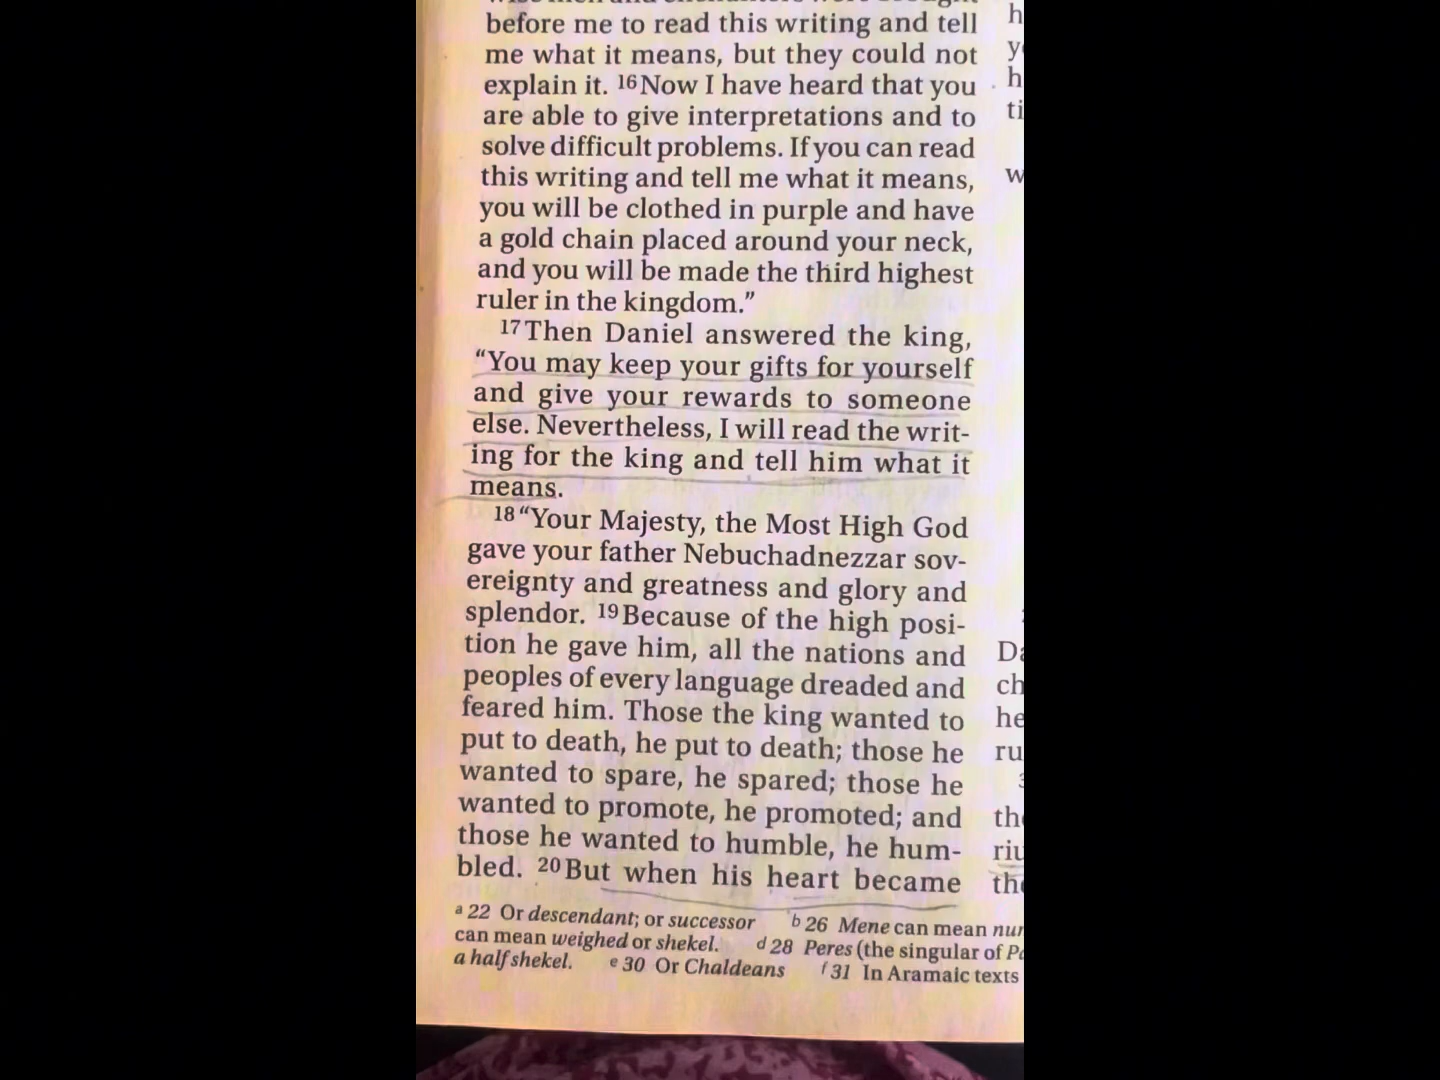 before me to read this writing and tell
me what it means, but they could not
explain it. 16 Now I have heard that you
are able to give interpretations and to
solve difficult problems. If you can read
this writing and tell me what it means,
you will be clothed in purple and have
a gold chain placed around your neck,
and you will be made the third highest
ruler in the kingdom.”
17 Then Daniel answered the king,
“You may keep your gifts for yourself
and give your rewards to someone
else. Nevertheless, I will read the writ-
ing for the king and tell him what it
means.
18 “Your Majesty, the Most High God
gave your father Nebuchadnezzar sov-
ereignty and greatness and glory and
splendor. 19 Because of the high posi-
tion he gave him, all the nations and
peoples of every language dreaded and
feared him. Those the king wanted to
put to death, he put to death; those he
wanted to spare, he spared; those he
wanted to promote, he promoted; and
those he wanted to humble, he hum-
bled. 20 But when his heart became
a 22 Or descendant; or successor b 26 Mene can mean
can mean weighed or shekel. d 28 Peres (the singular of
a half shekel. e 30 Or Chaldeans f 31 In Aramaic texts